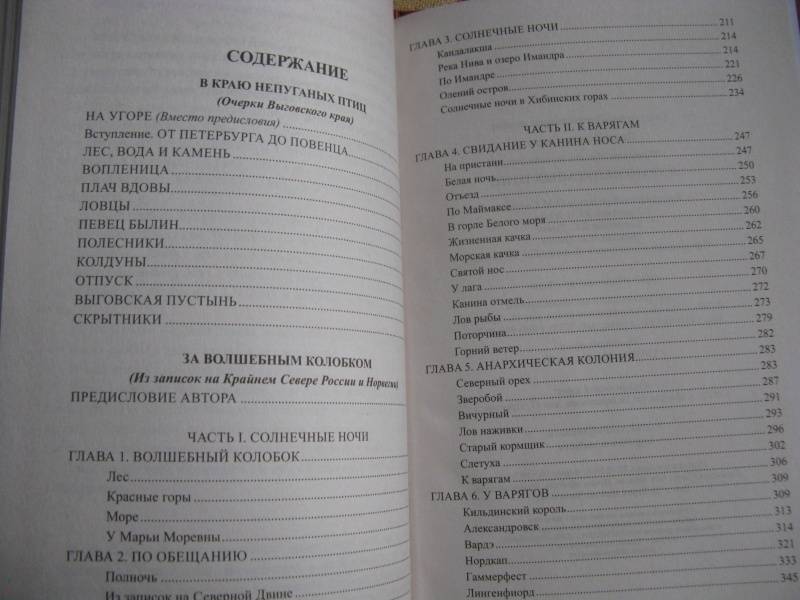 СОДЕРЖАНИЕ
В КРАЮ НЕПУГАНЫХ ПТИЦ
(Очерки Выговского края)
НА УГОРЕ (Вместо предисловия)
Вступление. ОТ ПЕТЕРБУРГА ДО ПОВЕНЦА
ЛЕС, ВОДА И КАМЕНЬ
ВОПЛЕНИЦА
ПЛАЧ ВДОВЫ
ЛОВЦЫ
ПЕВЕЦ БЫЛИН
ПОЛЕСНИКИ
КОЛДУНЫ
ОТПУСК
ВЫГОВСКАЯ ПУСТЫНЬ
СКРЫТНИКИ
ЗА ВОЛШЕБНЫМ КОЛОБКОМ
(Из записок на Крайнем Севере России и Норвегии)
ПРЕДИСЛОВИЕ АВТОРА
ЧАСТЬ I. СОЛНЕЧНЫЕ НОЧИ
ГЛАВА 1. ВОЛШЕБНЫЙ КОЛОБОК
Лес
Красные горы
Море
У Марьи Моревны
ГЛАВА 2. ПО ОБЕЩАНИЮ
Полночь
Из записок на Северной Двине
ГЛАВА 3. СОЛНЕЧНЫЕ НОЧИ 211
Кандалакша 214
Река Нива и озеро Имандра 214
По Имандре 221
Олений остров 226
Солнечные ночи в Хибинских горах 234
ЧАСТЬ II. К ВАРЯГАМ
ГЛАВА 4. СВИДАНИЕ У КАНИНА НОСА 247
На пристани 247
Белая ночь 250
Отъезд 253
По Маймаксе 256
В горле Белого моря 260
Жизненная качка 262
Морская качка 265
Святой нос 267
У лага 270
Канина отмель 272
Лов рыбы 273
Поторчина 279
Горний ветер 282
ГЛАВА 5. АНАРХИЧЕСКАЯ КОЛОНИЯ 283
Северный орех 283
Зверобой 287
Вичурный 291
Лов наживки 293
Старый кормщик 296
Слетуха 302
К варягам 306
ГЛАВА 6. У ВАРЯГОВ 309
Кильдинский король 309
Александровск 313
Вардэ 314
Нордкап 321
Гаммерфест 333
Лингенфиорд 345